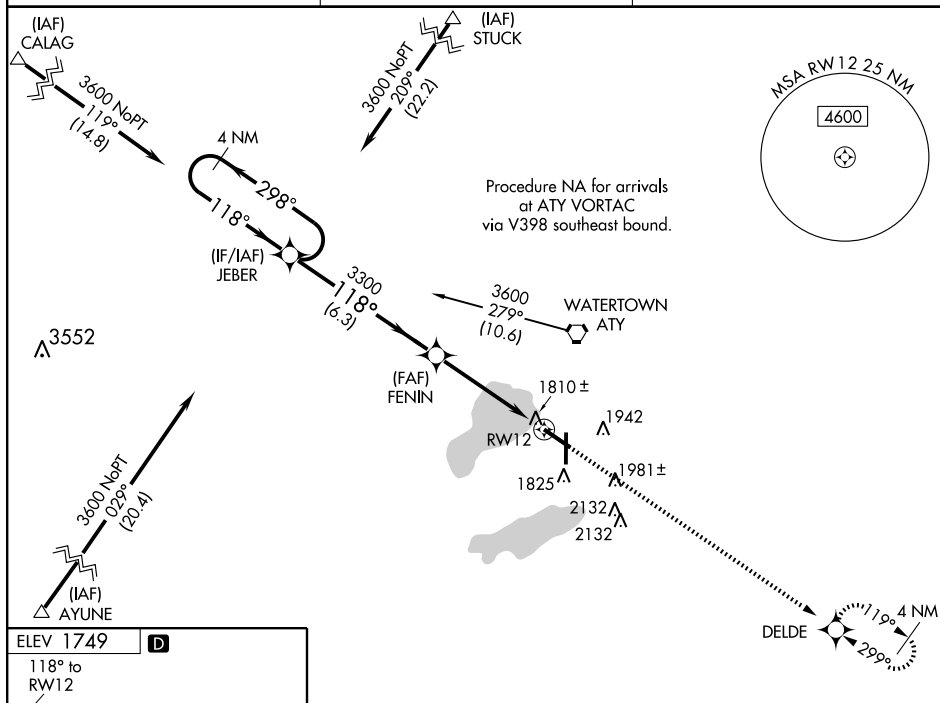 (IAF)
CALAG
3600 NoPT
119°
(14.8)
(IAF)
STUCK
3600 NoPT
209°
(22.2)
MSA RW12 25 NM
4600
4 NM
298°
118°
Procedure NA for arrivals
at ATY VORTAC
via V398 southeast bound.
(IF/IAF)
JEBER
3300
118°
(6.3)
3600
279°
(10.6)
WATERTOWN
ATY
3552
(FAF)
FENIN
1810 ±
RW12
1942
1825
1981 ±
2132
2132
3600 NoPT
029°
(20.4)
(IAF)
AYUNE
DELDE
119°
4 NM
299°
ELEV 1749
D
118° to
RW12